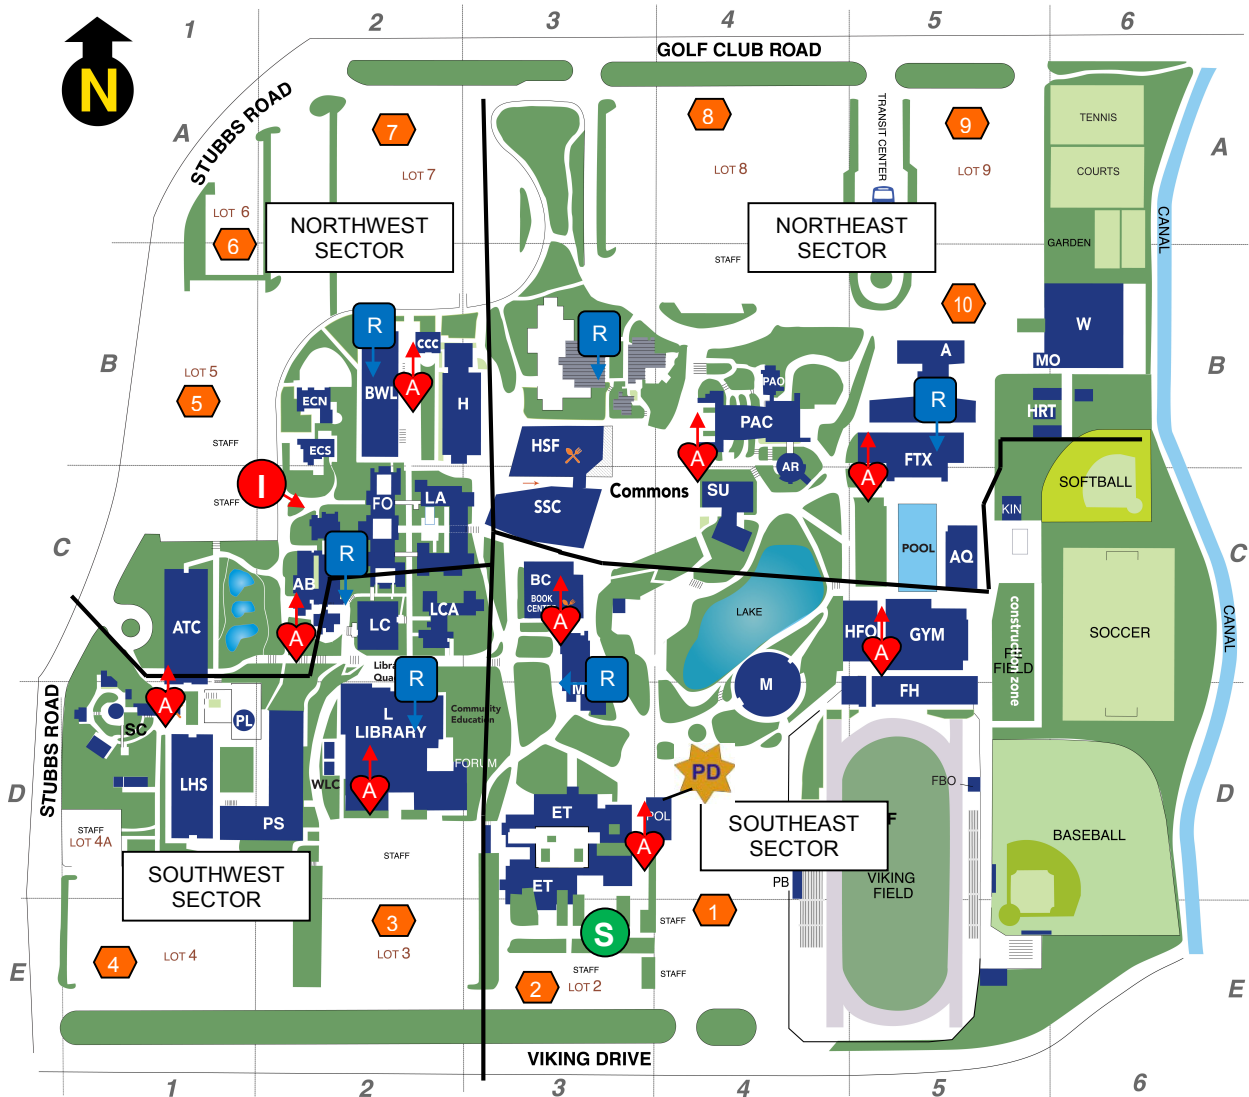 1
2
3
4
5
6
GOLF CLUB ROAD
N
STUBBS ROAD
A
7
8
9
TRANSIT CENTER
TENNIS
A
LOT 7
LOT 8
LOT 9
COURTS
LOT 6
6
NORTHWEST
SECTOR
NORTHEAST
SECTOR
GARDEN
CANAL
STAFF
10
R
R
W
CCC
A
MO
B
B
LOT 5
5
BWL
A
PAO
R
ECN
H
PAC
HRT
STAFF
ECS
HSF
A
AR
FTX
A
I
STAFF
FO
LA
Commons
SU
SOFTBALL
SSC
KIN
C
R
POOL
AQ
C
AB
BC
BOOK
CENTER
LCA
LAKE
ATC
LC
A
A
HFO
GYM
A
construction zone
FIELD
SOCCER
CANAL
Libra
Qua
R
M
R
M
FH
STUBBS ROAD
A
SC
PL
L
LIBRARY
Community
Education
FORUM
PD
D
LHS
WLC
A
FBO
D
PS
ET
POL
SOUTHEAST
SECTOR
F
BASEBALL
STAFF
LOT 4A
STAFF
A
SOUTHWEST
SECTOR
ET
PB
VIKING
FIELD
3
1
STAFF
S
E
4
LOT 4
LOT 3
STAFF
STAFF
2
LOT 2
E
VIKING DRIVE
1
2
3
4
5
6